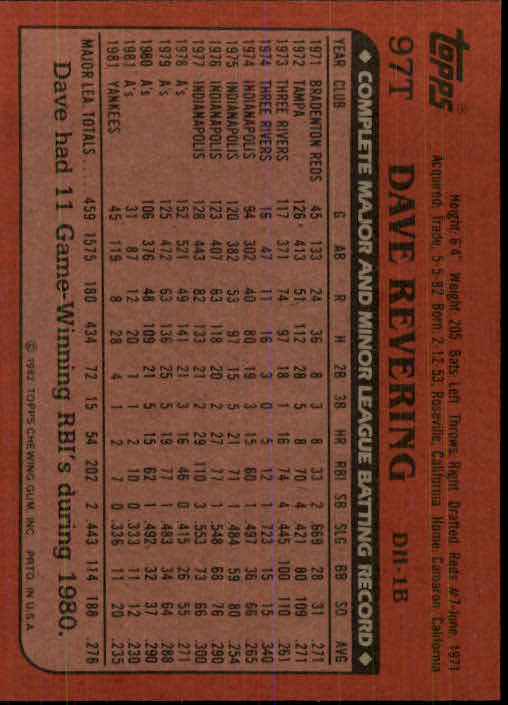 topps®
Height: 6'4" Weight: 205 Bats: Left Throws: Right Drafted: Reds #7-June, 1971
Acquired: Trade, 5-5-82 Born: 2-12-53, Roseville, California Home: Camaron, California
97T DAVE REVERING DH-1B
◆ COMPLETE MAJOR AND MINOR LEAGUE BATTING RECORD ◆
YEAR CLUB G AB R H 2B 3B HR RBI SB SLG BB SO AVG
1971 BRADENTON REDS 45 133 24 36 8 3 8 33 2 .669 28 31 .271
1972 TAMPA 126 413 51 112 28 5 8 70 4 .421 80 109 .271
1973 THREE RIVERS 117 371 74 97 18 1 16 74 4 .445 100 110 .261
1974 THREE RIVERS 16 47 11 16 3 0 5 12 1 .723 15 15 .340
1974 INDIANAPOLIS 94 302 40 80 19 3 15 60 1 .497 36 66 .265
1975 INDIANAPOLIS 120 382 53 97 15 5 21 71 1 .484 59 80 .254
1976 INDIANAPOLIS 123 407 63 118 20 2 27 77 1 .548 68 76 .290
1977 INDIANAPOLIS 128 443 82 133 21 2 29 110 3 .553 73 66 .300
1978 A's 152 521 49 141 21 3 16 46 0 .415 26 55 .271
1979 A's 125 472 63 136 25 5 19 77 1 .483 34 64 .288
1980 A's 106 376 48 109 21 5 15 62 1 .492 32 37 .290
1981 A's 31 87 12 20 1 1 2 10 0 .333 11 12 .230
1981 YANKEES 45 119 8 28 4 1 2 7 0 .336 11 20 .235
MAJOR LEA TOTALS.... 459 1575 180 434 72 15 54 202 2 .443 114 188 .276
Dave had 11 Game-Winning RBI's during 1980.
© 1982 TOPPS CHEWING GUM, INC. PRTD. IN U.S.A.